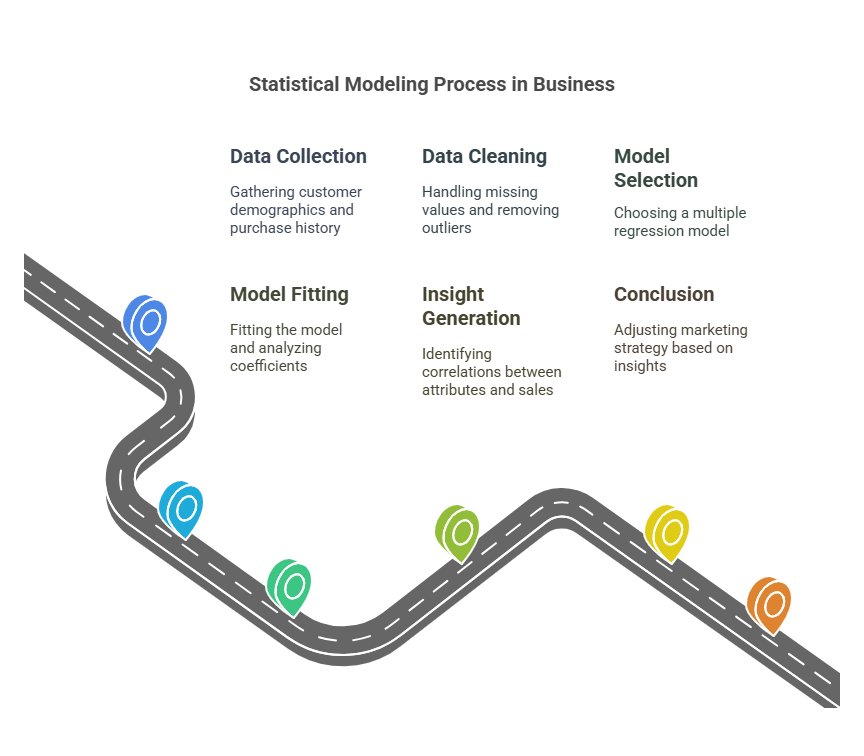 Statistical Modeling Process in Business
Data Collection
Gathering customer
demographics and
purchase history
Data Cleaning
Handling missing
values and removing
outliers
Model
Selection
Choosing a multiple
regression model
Model Fitting
Fitting the model
and analyzing
coefficients
Insight
Generation
Identifying
correlations between
attributes and sales
Conclusion
Adjusting marketing
strategy based on
insights